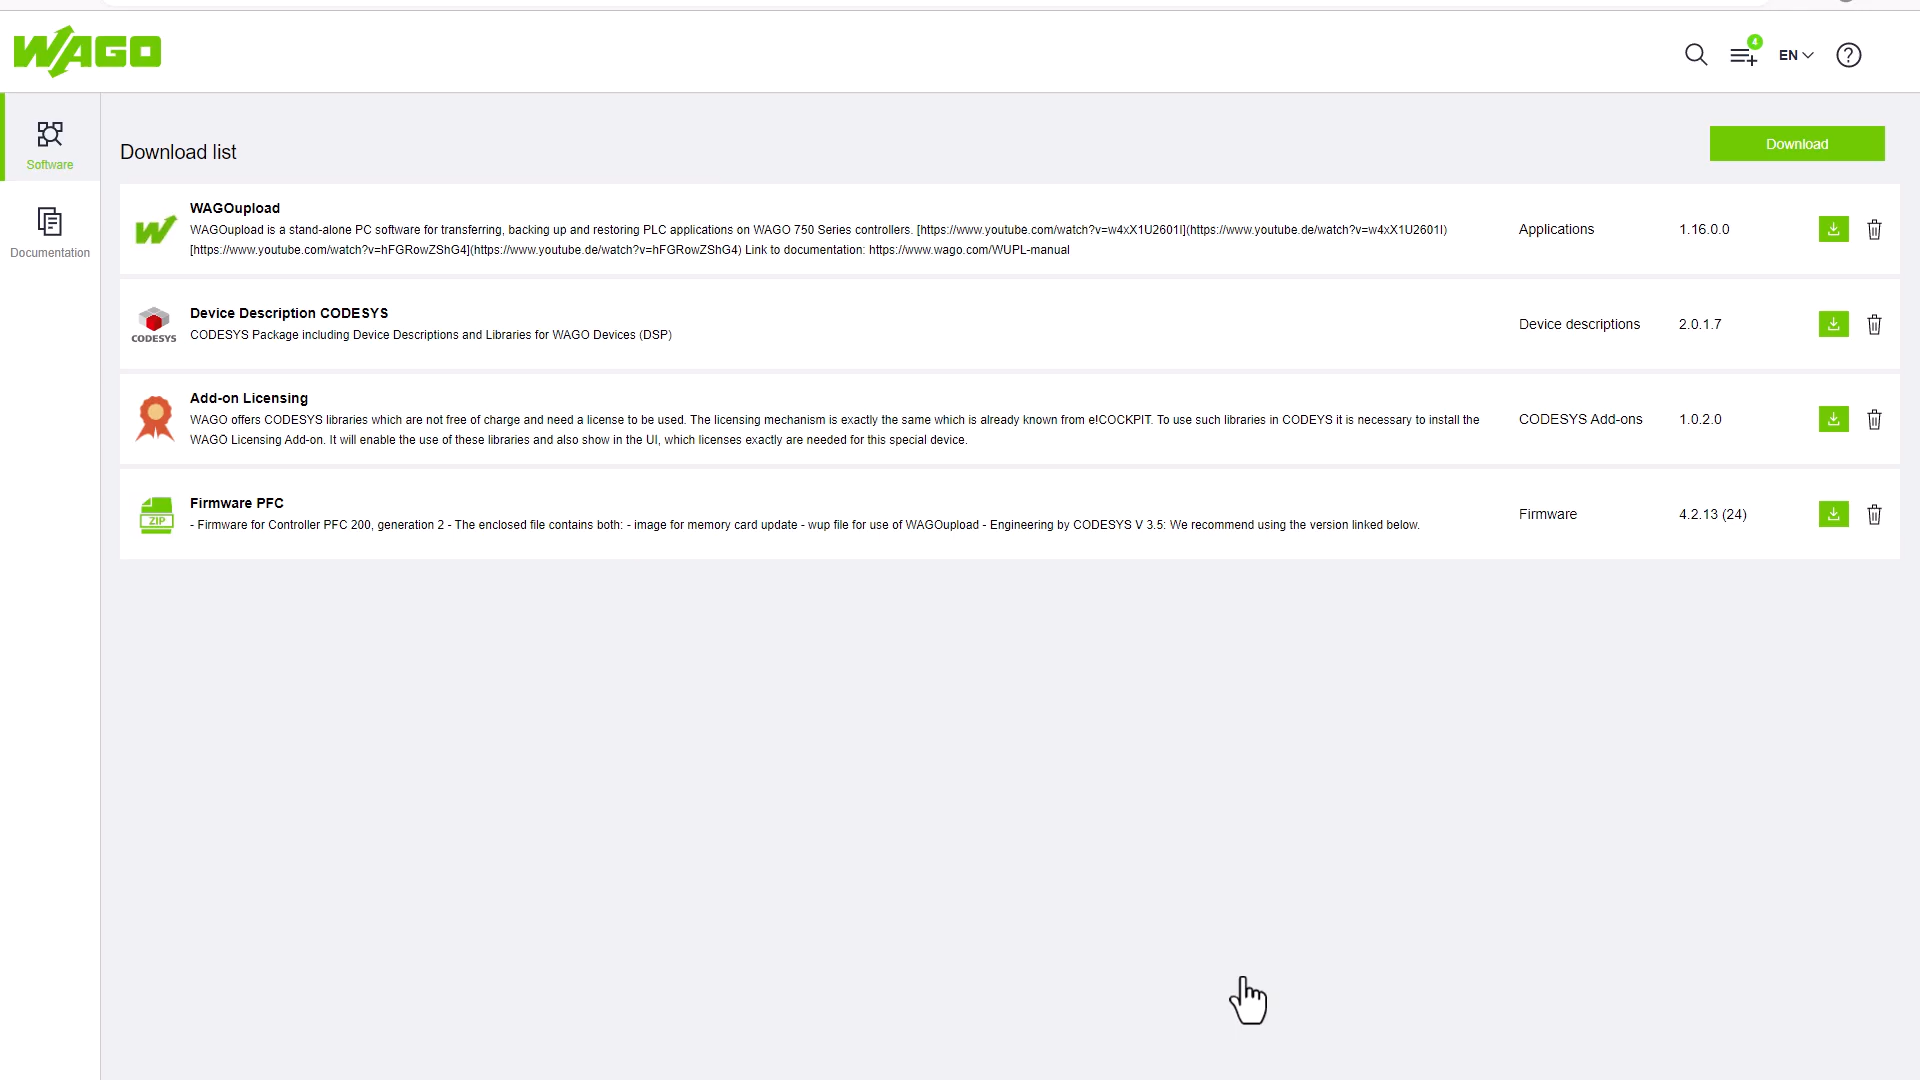 WAGO
4
EN
Software
Documentation
Download list
Download
WAGOupload
WAGOupload is a stand-alone PC software for transferring, backing up and restoring PLC applications on WAGO 750 Series controllers. [https://www.youtube.com/watch?v=w4xX1U2601I](https://www.youtube.de/watch?v=w4xX1U2601I)
[https://www.youtube.com/watch?v=hFGRowZShG4](https://www.youtube.de/watch?v=hFGRowZShG4) Link to documentation: https://www.wago.com/WUPL-manual
Applications
1.16.0.0
CODESYS
Device Description CODESYS
CODESYS Package including Device Descriptions and Libraries for WAGO Devices (DSP)
Device descriptions
2.0.1.7
Add-on Licensing
WAGO offers CODESYS libraries which are not free of charge and need a license to be used. The licensing mechanism is exactly the same which is already known from e!COCKPIT. To use such libraries in CODEYS it is necessary to install the
WAGO Licensing Add-on. It will enable the use of these libraries and also show in the UI, which licenses exactly are needed for this special device.
CODESYS Add-ons
1.0.2.0
ZIP
Firmware PFC
- Firmware for Controller PFC 200, generation 2 - The enclosed file contains both: - image for memory card update - wup file for use of WAGOupload - Engineering by CODESYS V 3.5: We recommend using the version linked below.
Firmware
4.2.13 (24)